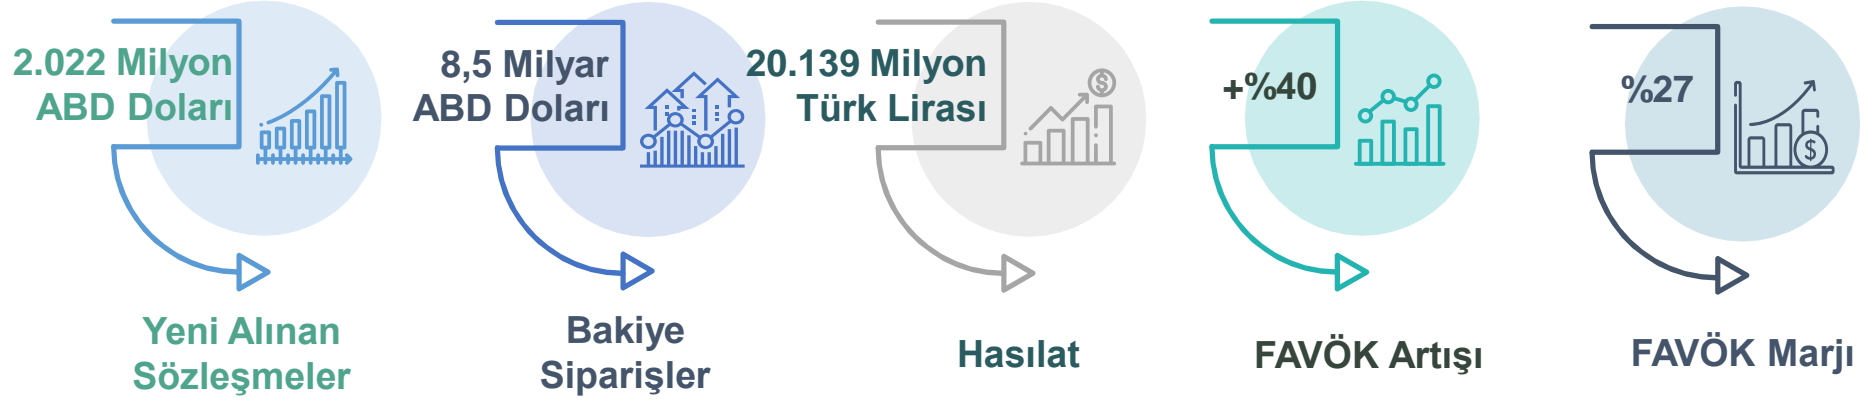 2.022 Milyon
ABD Doları
Yeni Alınan
Sözleşmeler
8,5 Milyar
ABD Doları
Bakiye
Siparişler
20.139 Milyon
Türk Lirası
Hasılat
+%40
FAVÖK Artışı
%27
FAVÖK Marjı